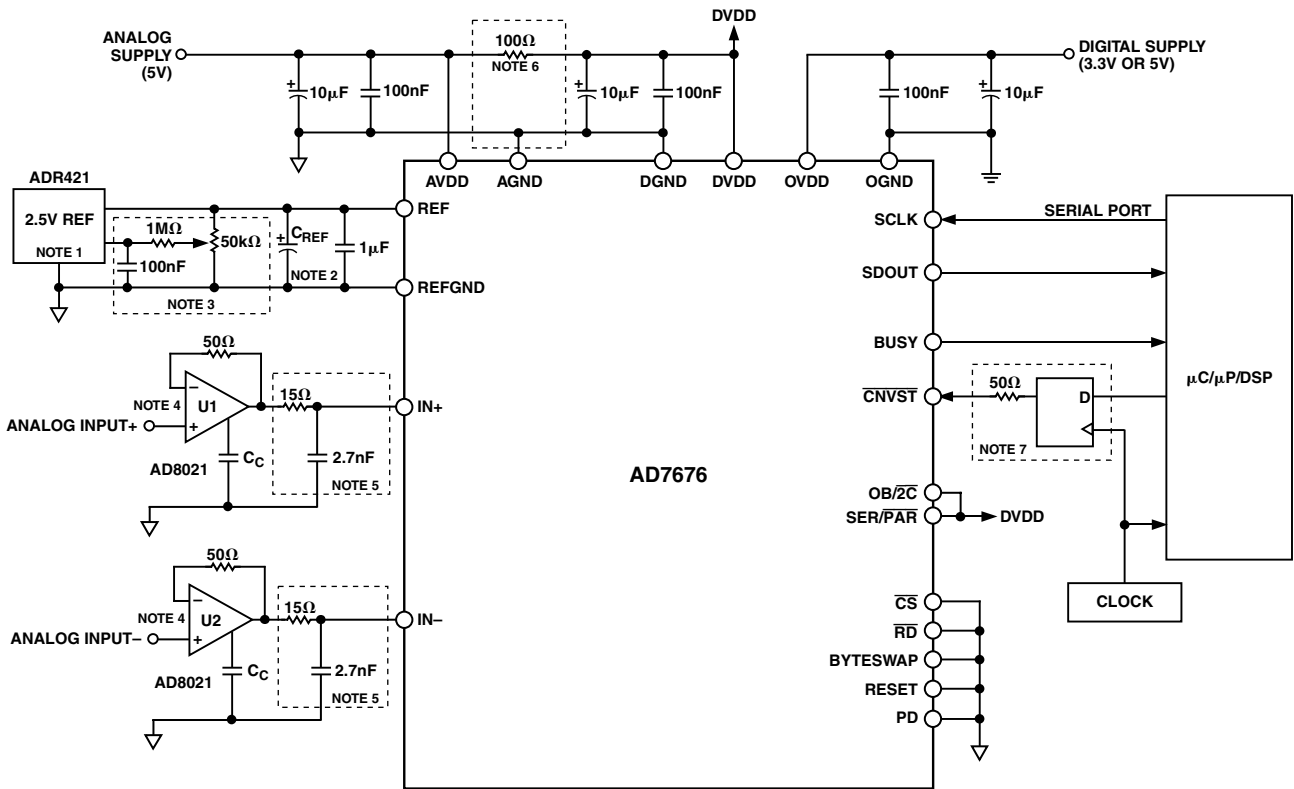 DVDD
ANALOG SUPPLY (5V)
100Ω
NOTE 6
DIGITAL SUPPLY (3.3V OR 5V)
10μF
100nF
10μF
100nF
100nF
10μF
AVDD
AGND
DGND
DVDD
OVDD
OGND
ADR421
2.5V REF
NOTE 1
1MΩ
50kΩ
100nF
NOTE 3
CREF
NOTE 2
1μF
REF
REFGND
SCLK
SERIAL PORT
SDOUT
BUSY
CNVST
50Ω
D
NOTE 7
μC/μP/DSP
50Ω
–
+
U1
NOTE 4
ANALOG INPUT+
AD8021
CC
15Ω
2.7nF
NOTE 5
IN+
AD7676
OB/2C
SER/PAR
DVDD
50Ω
–
+
U2
NOTE 4
ANALOG INPUT–
AD8021
CC
15Ω
2.7nF
NOTE 5
IN–
CLOCK
CS
RD
BYTESWAP
RESET
PD